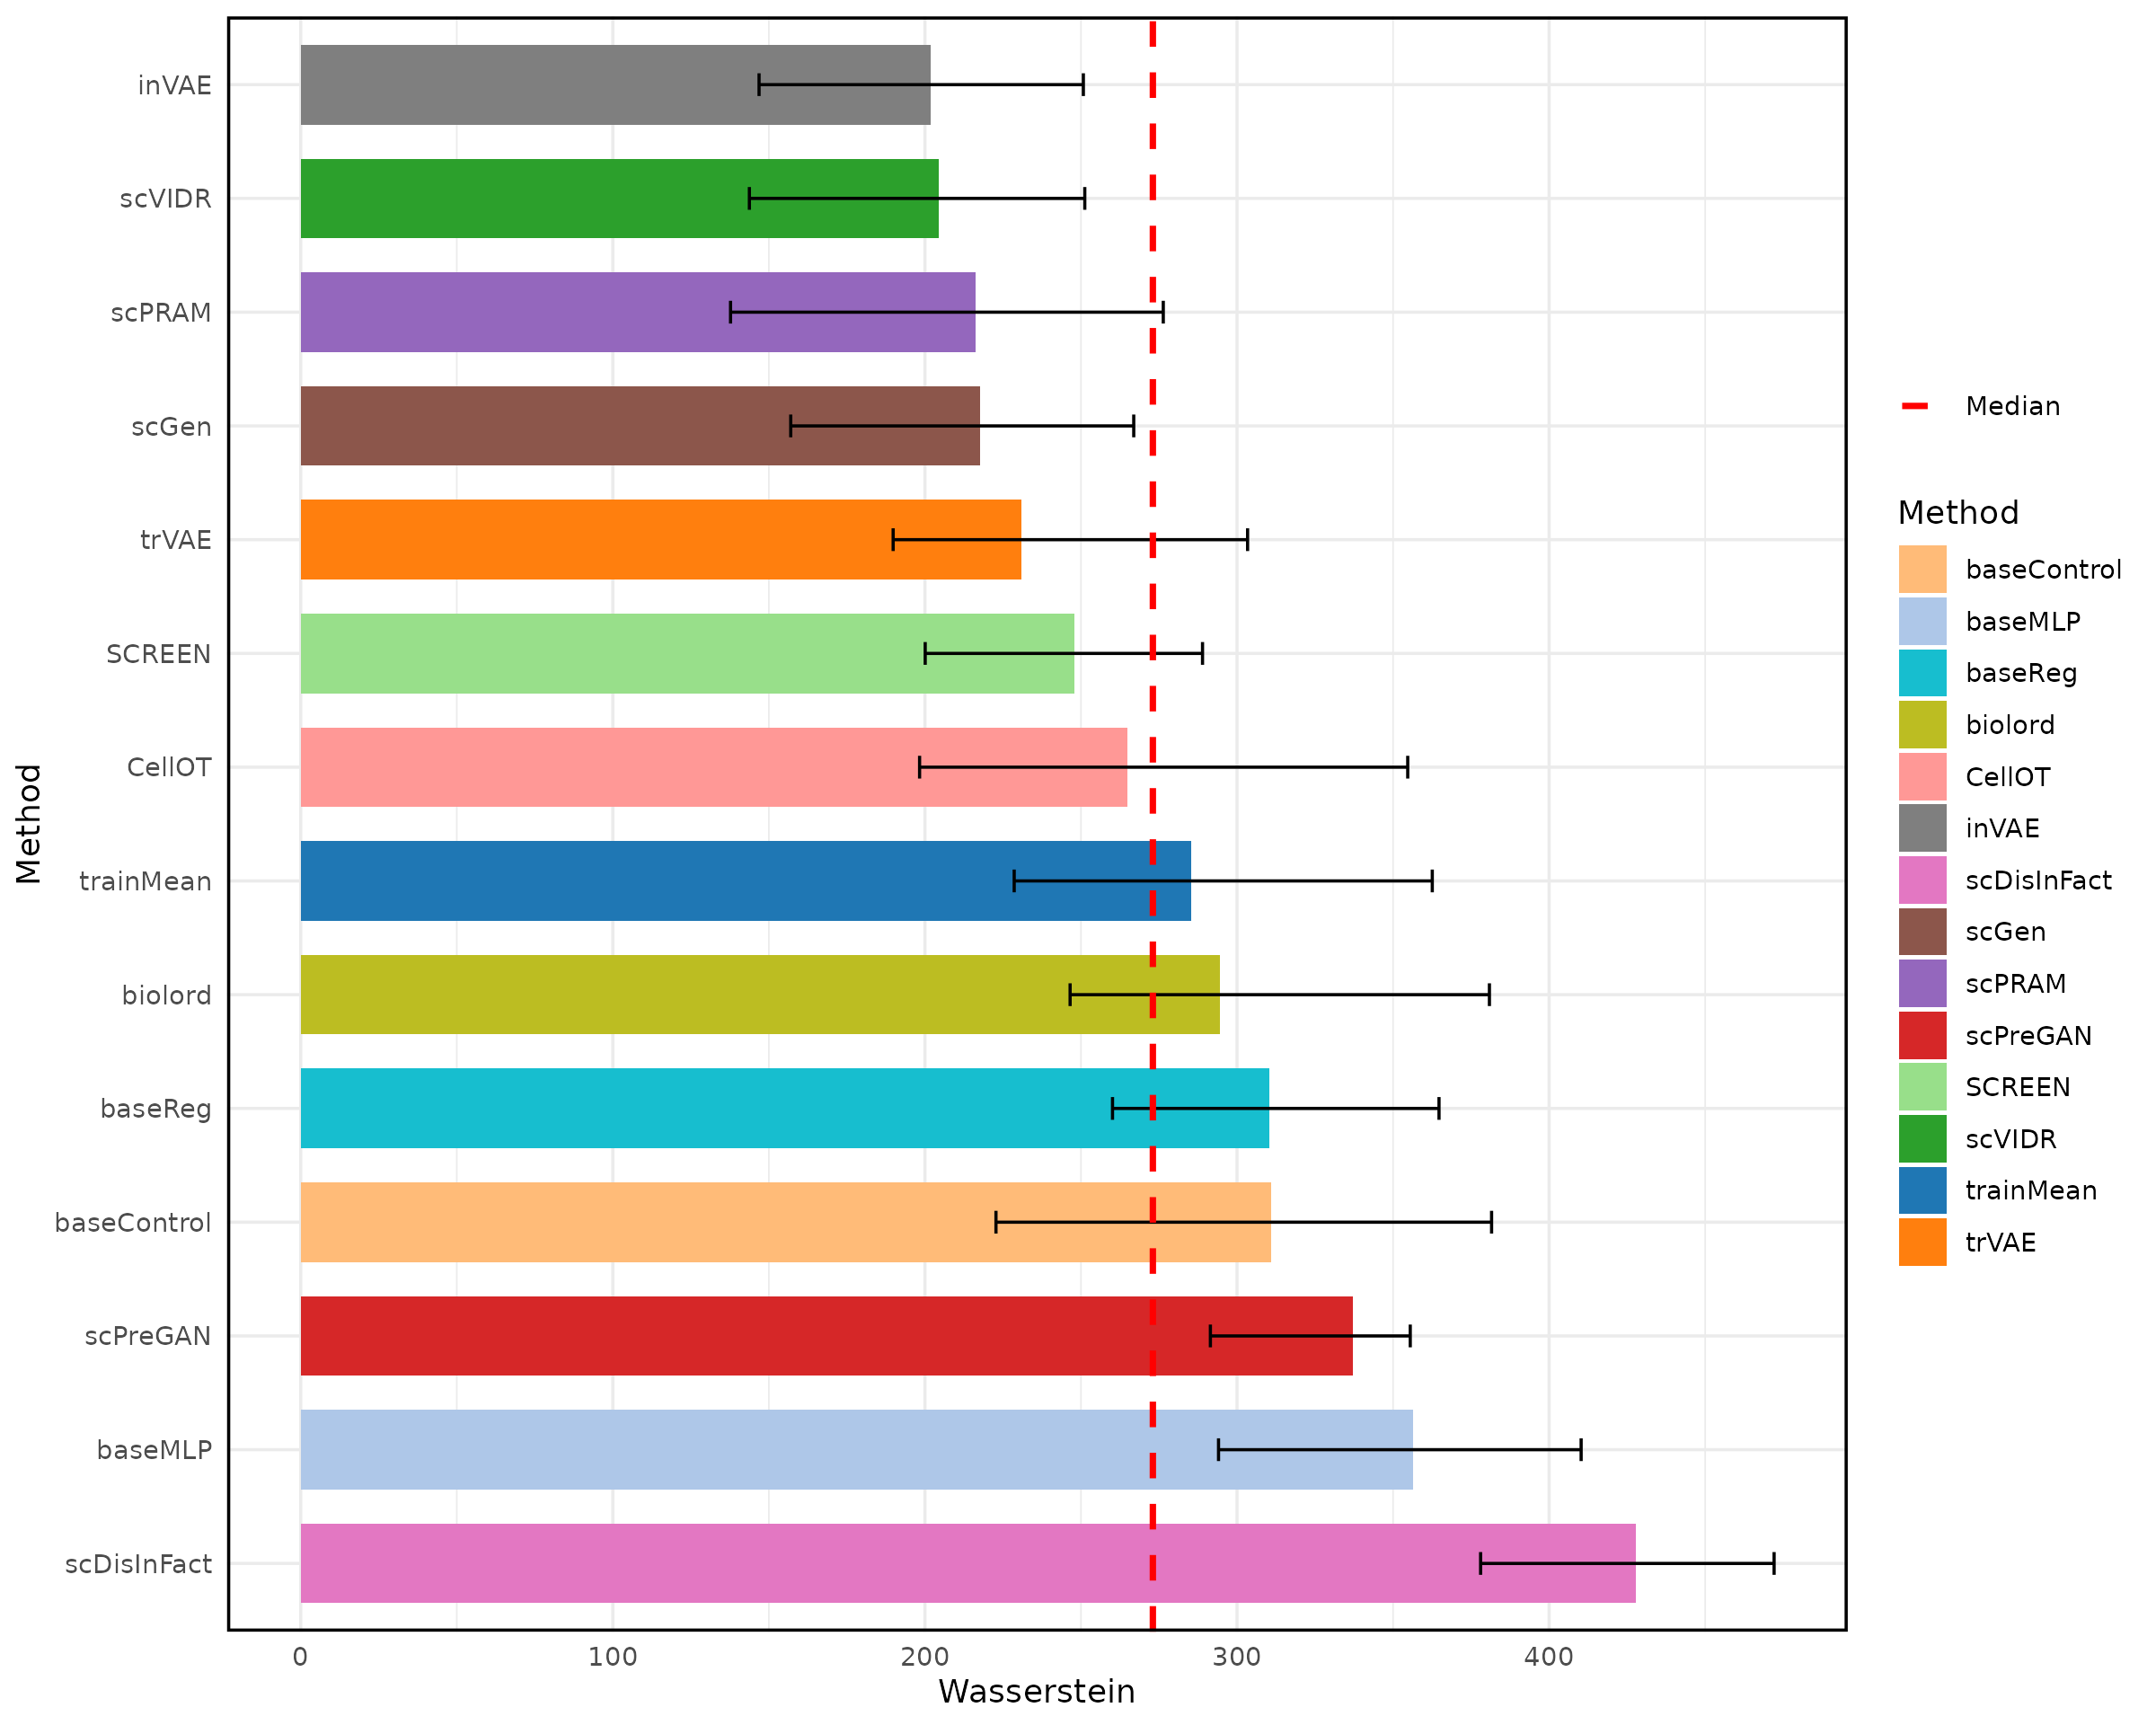 inVAE
scVIDR
scPRAM
scGen
trVAE
SCREEN
CellOT
trainMean
biolord
baseReg
baseControl
scPreGAN
baseMLP
scDisInFact
Method
0 100 200 300 400
Wasserstein
Median
Method
baseControl
baseMLP
baseReg
biolord
CellOT
inVAE
scDisInFact
scGen
scPRAM
scPreGAN
SCREEN
scVIDR
trainMean
trVAE